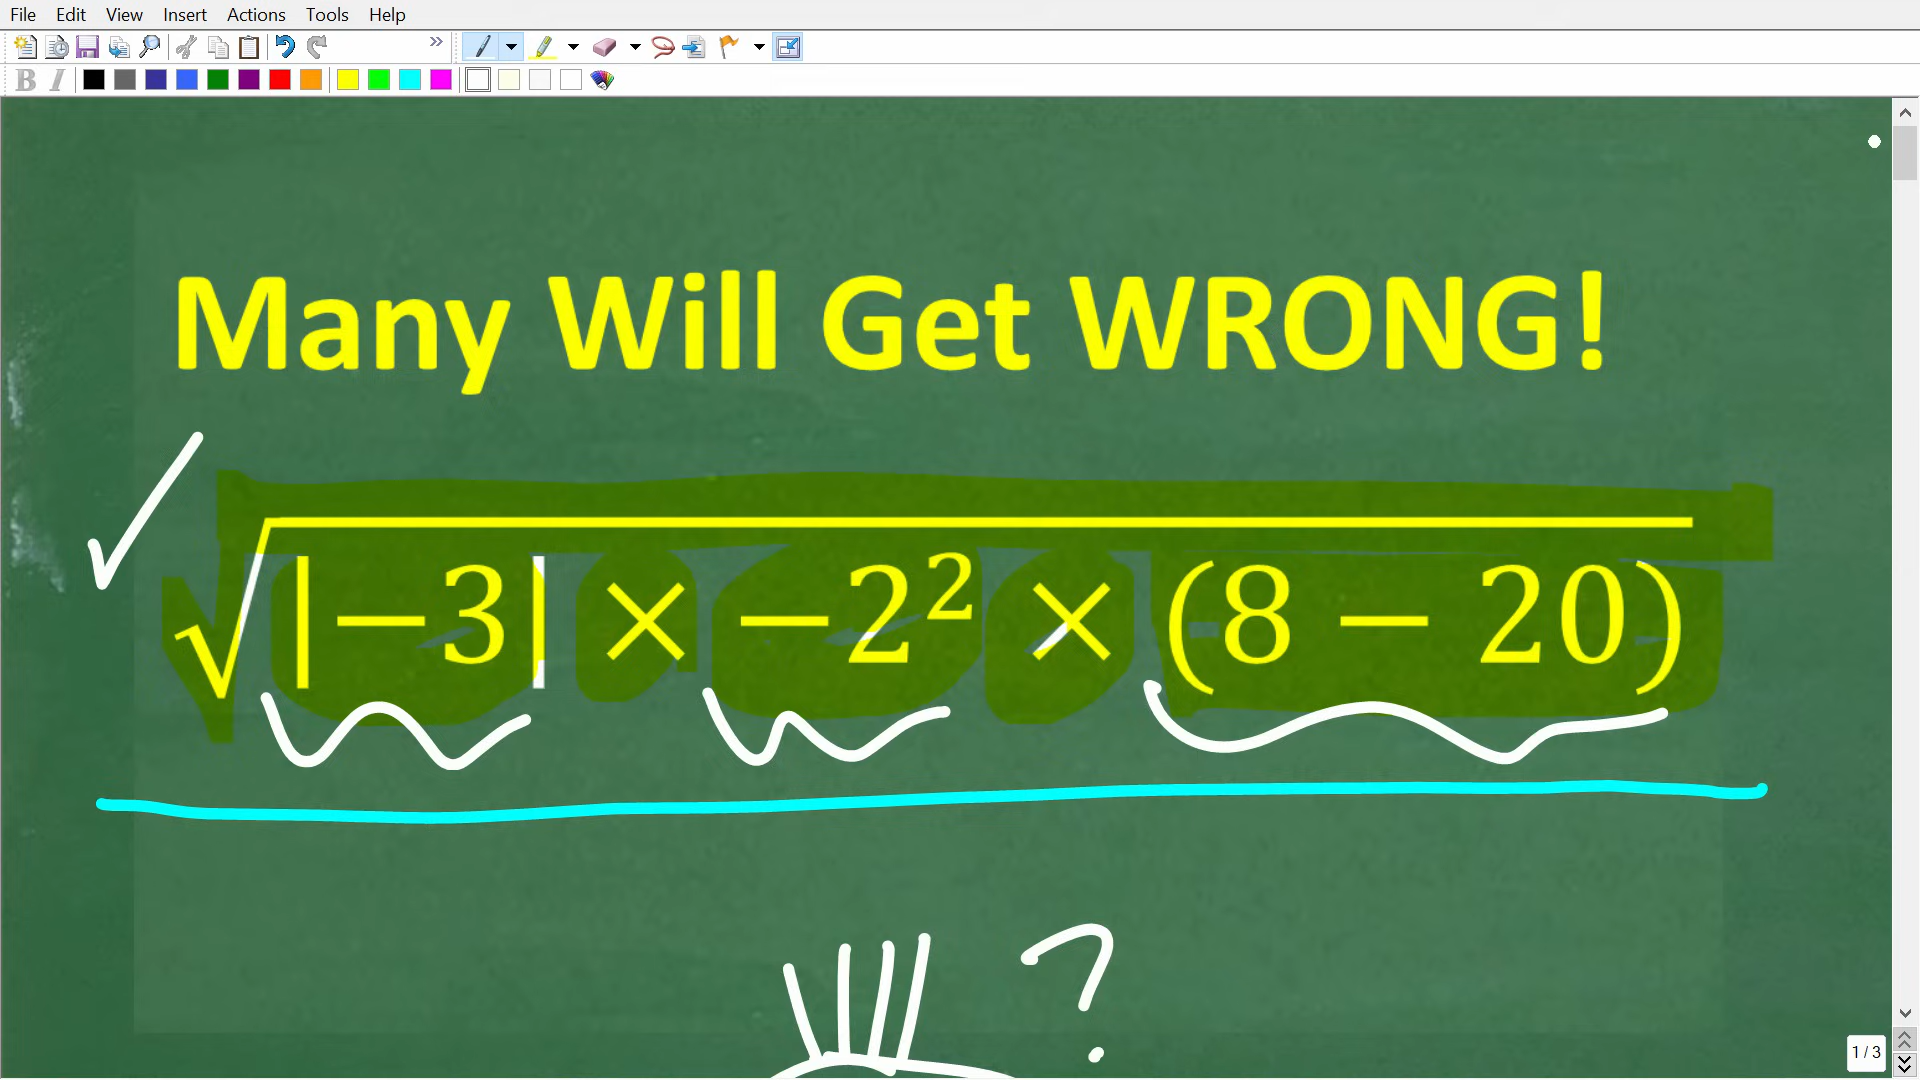 File Edit View Insert Actions Tools Help
B I
Many Will Get WRONG!
√|−3| × −2² × (8 − 20)
?
1 / 3